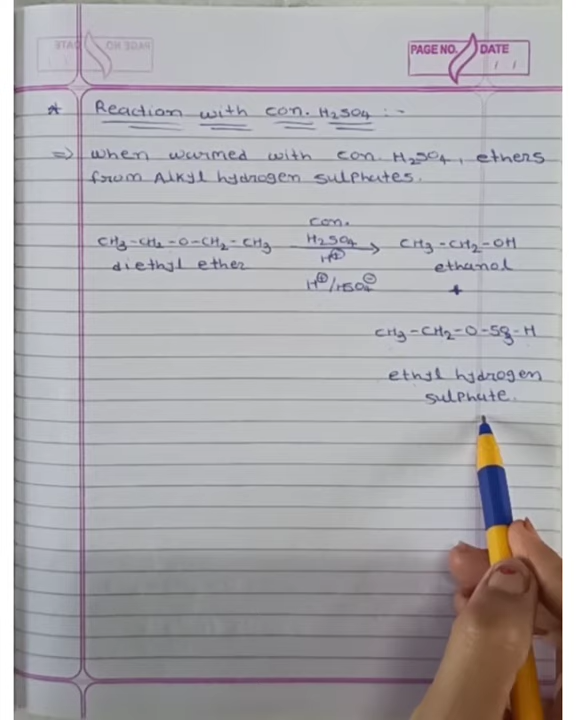 PAGE NO. DATE
* Reaction with con. H2SO4 :-
⇒ when warmed with con. H2SO4, ethers
from Alkyl hydrogen sulphates.
con.
CH3-CH2-O-CH2-CH3 H2SO4 → CH3-CH2-OH
H⊕
diethyl ether ethanol
H⊕/HSO4⊖ +
CH3-CH2-O-SO3-H
ethyl hydrogen
sulphate.